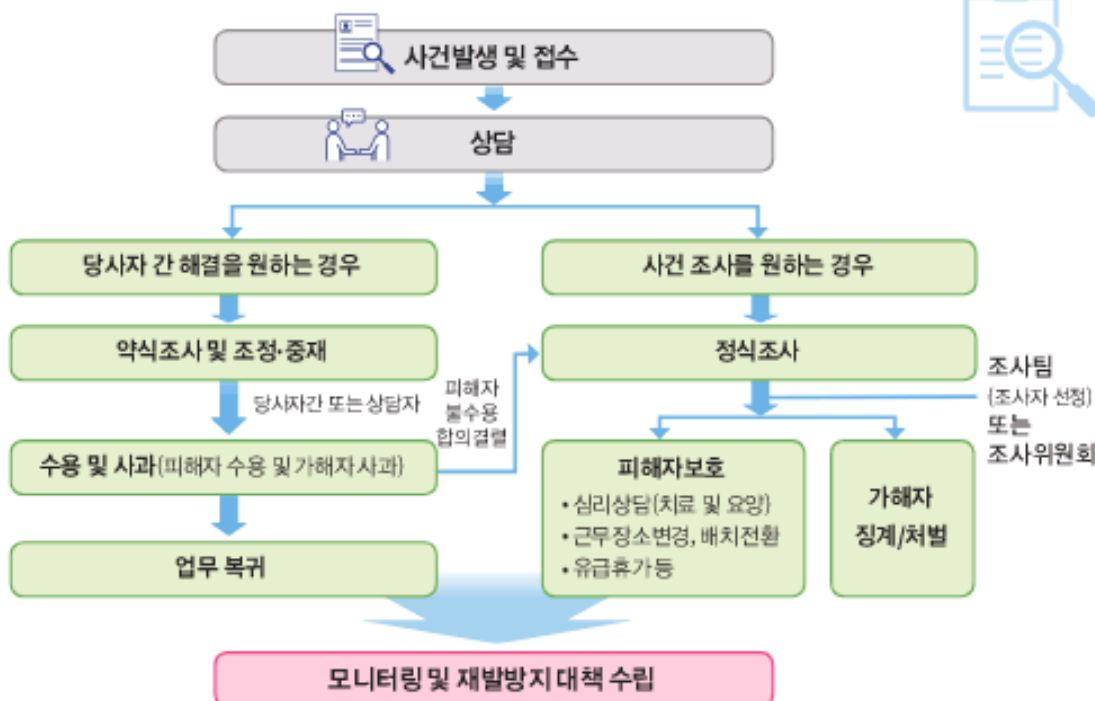 사건발생 및 접수
상담
당사자 간 해결을 원하는 경우
사건 조사를 원하는 경우
약식조사 및 조정·중재
정식조사
당사자간 또는 상담자
피해자
불수용
합의결렬
조사팀
(조사자 선정)
또는
조사위원회
수용 및 사과(피해자 수용 및 가해자 사과)
피해자보호
• 심리상담(치료 및 요양)
• 근무장소변경, 배치전환
• 유급휴가 등
가해자
징계/처벌
업무 복귀
모니터링 및 재발방지 대책 수립